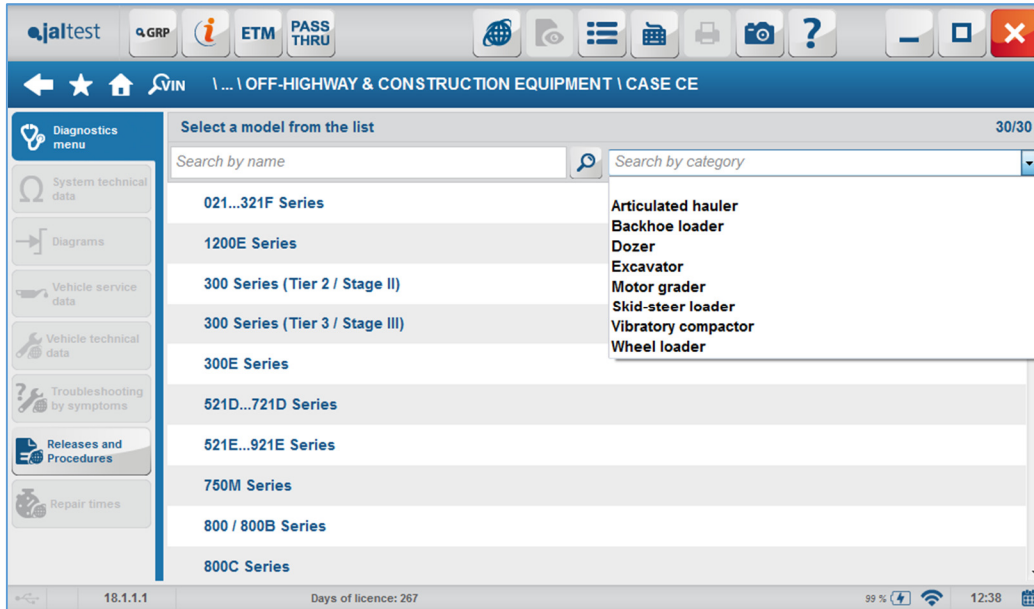 jaltest GRP i ETM PASS THRU ?
VIN \ ... \ OFF-HIGHWAY & CONSTRUCTION EQUIPMENT \ CASE CE
Diagnostics menu
System technical data
Diagrams
Vehicle service data
Vehicle technical data
Troubleshooting by symptoms
Releases and Procedures
Repair times
Select a model from the list 30/30
Search by name Search by category
021...321F Series
1200E Series
300 Series (Tier 2 / Stage II)
300 Series (Tier 3 / Stage III)
300E Series
521D...721D Series
521E...921E Series
750M Series
800 / 800B Series
800C Series
Articulated hauler
Backhoe loader
Dozer
Excavator
Motor grader
Skid-steer loader
Vibratory compactor
Wheel loader
18.1.1.1 Days of licence: 267 99 % 12:38